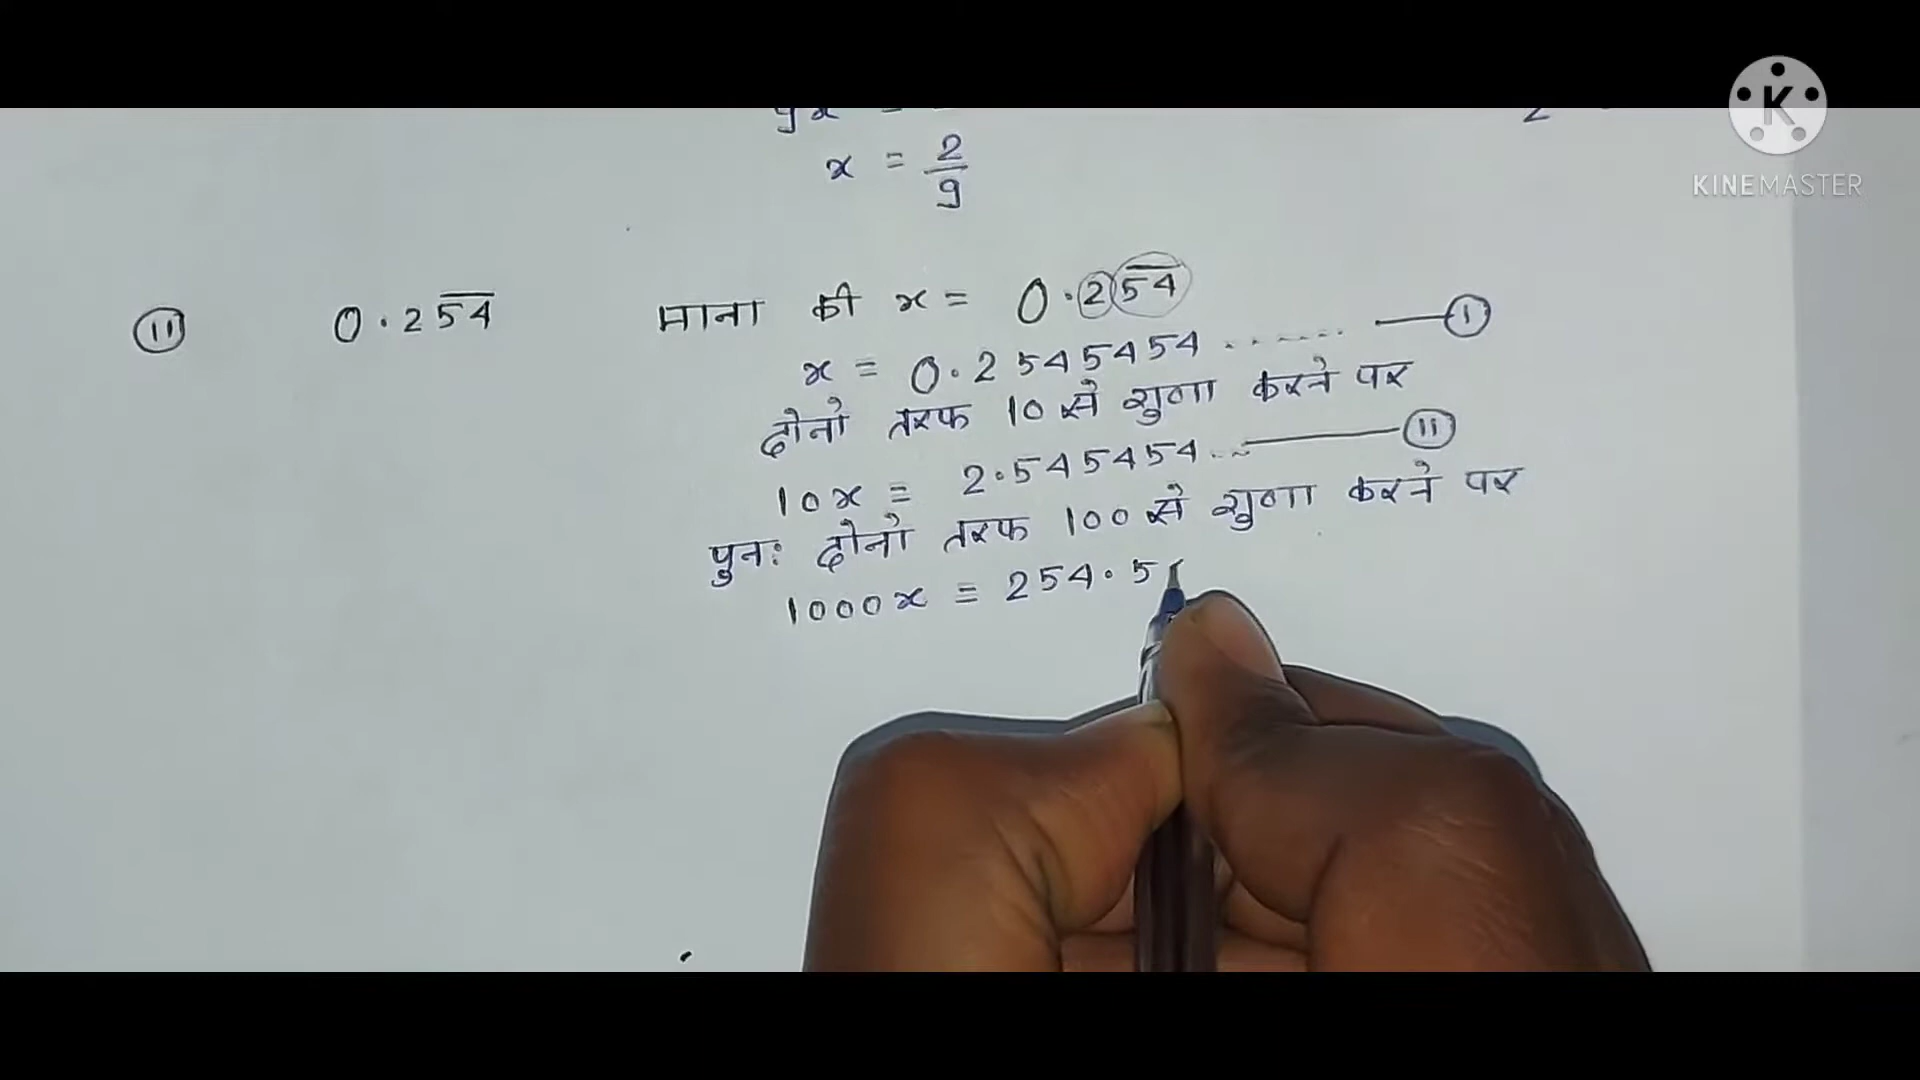 x = 2/9
K
KINEMASTER
(II) 0.25̅4̅ माना की x = 0.25̅4̅
x = 0.2545454....... —(I)
दोनो तरफ 10 से गुणा करने पर
10x = 2.545454... —(II)
पुनः दोनो तरफ 100 से गुणा करने पर
1000x = 254.5